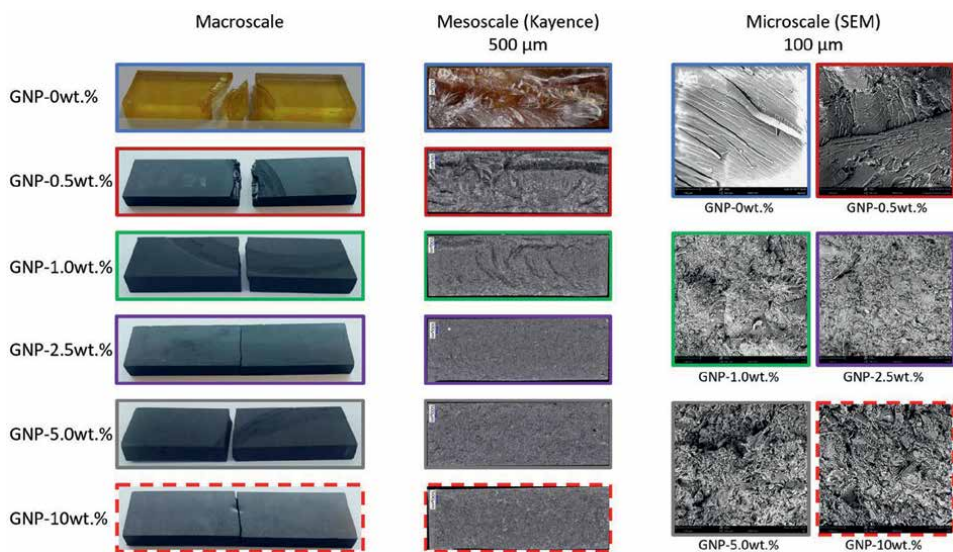 Macroscale
Mesoscale (Kayence)
500 µm
Microscale (SEM)
100 µm
GNP-0wt.%
GNP-0.5wt.%
GNP-1.0wt.%
GNP-2.5wt.%
GNP-5.0wt.%
GNP-10wt.%
GNP-0wt.%
GNP-0.5wt.%
GNP-1.0wt.%
GNP-2.5wt.%
GNP-5.0wt.%
GNP-10wt.%